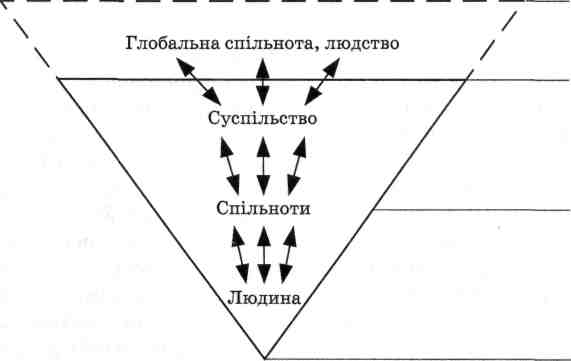 Глобальна спільнота, людство
Суспільство
Спільноти
Людина